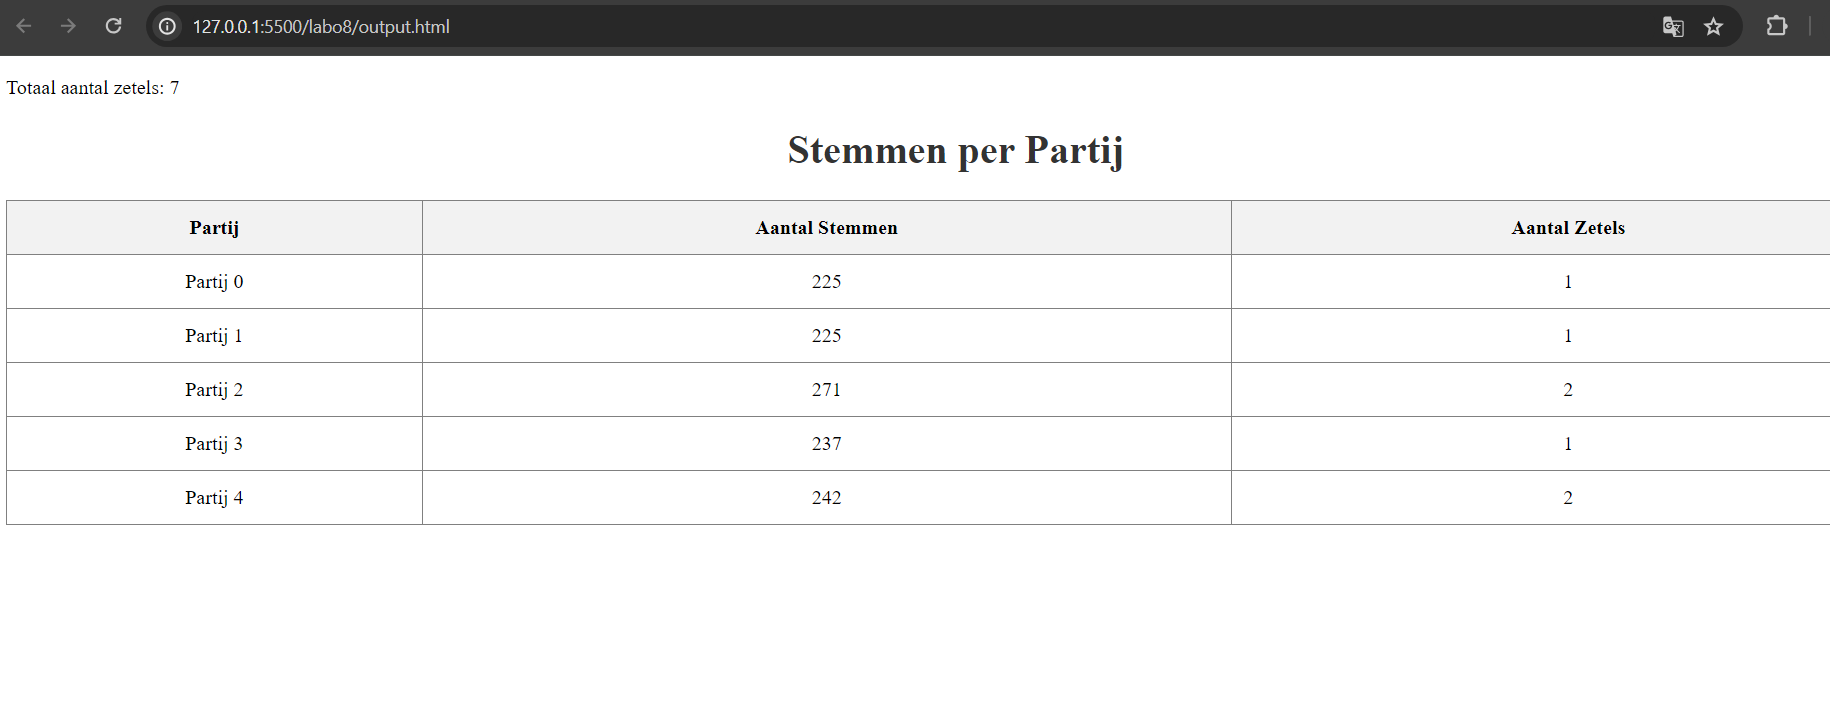 127.0.0.1:5500/labo8/output.html
Totaal aantal zetels: 7
Stemmen per Partij
Partij Aantal Stemmen Aantal Zetels
Partij 0 225 1
Partij 1 225 1
Partij 2 271 2
Partij 3 237 1
Partij 4 242 2